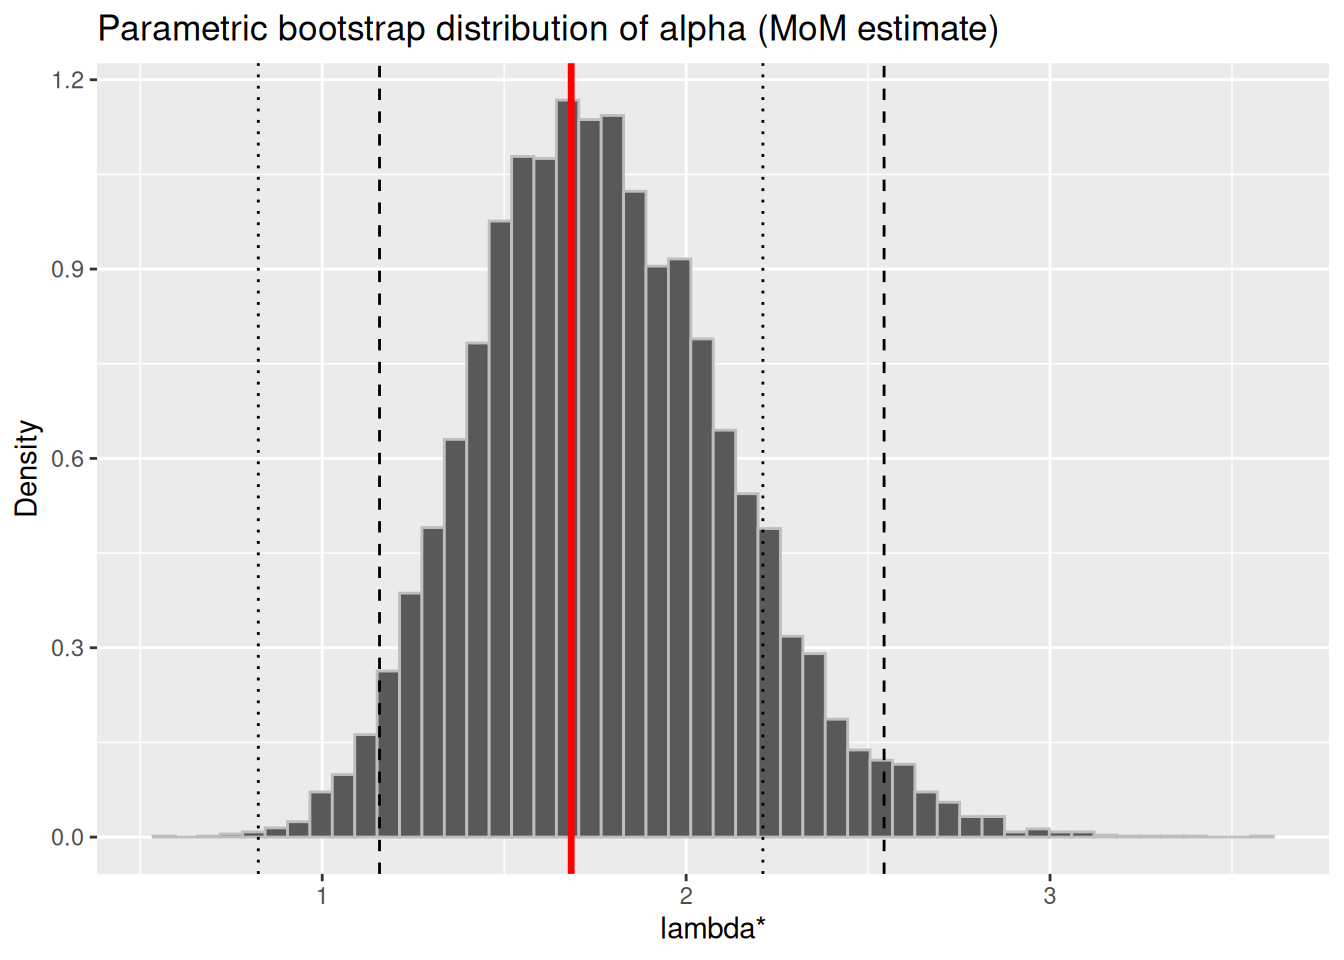 Parametric bootstrap distribution of alpha (MoM estimate)
1.2
0.9
0.6
0.3
0.0
Density
1 2 3
lambda*